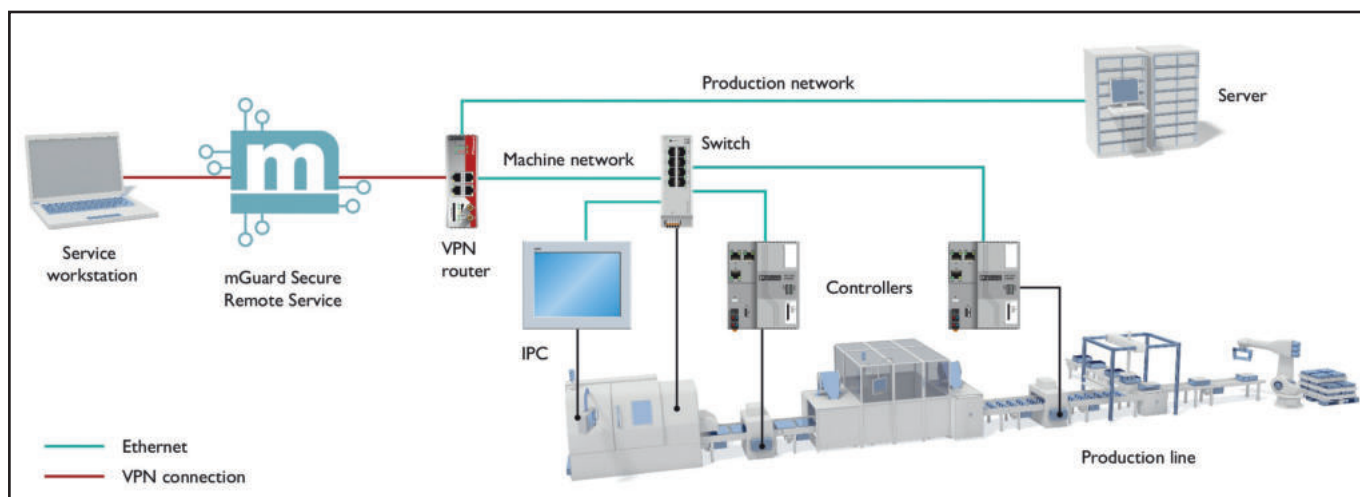 Production network
Server
Switch
Machine network
m
Service
workstation
mGuard Secure
Remote Service
VPN
router
Controllers
IPC
Ethernet
VPN connection
Production line